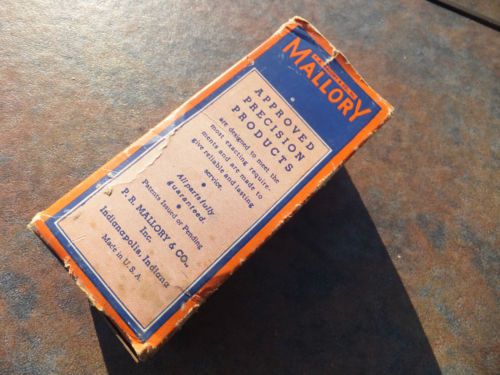 MALLORY
APPROVED
PRECISION
PRODUCTS
are designed to meet the
most exacting require-
ments and are made to
give reliable and lasting
service.
All parts fully
guaranteed.
Patents Issued or Pending
P. R. MALLORY & CO.,
Inc.
Indianapolis, Indiana
Made in U.S.A.